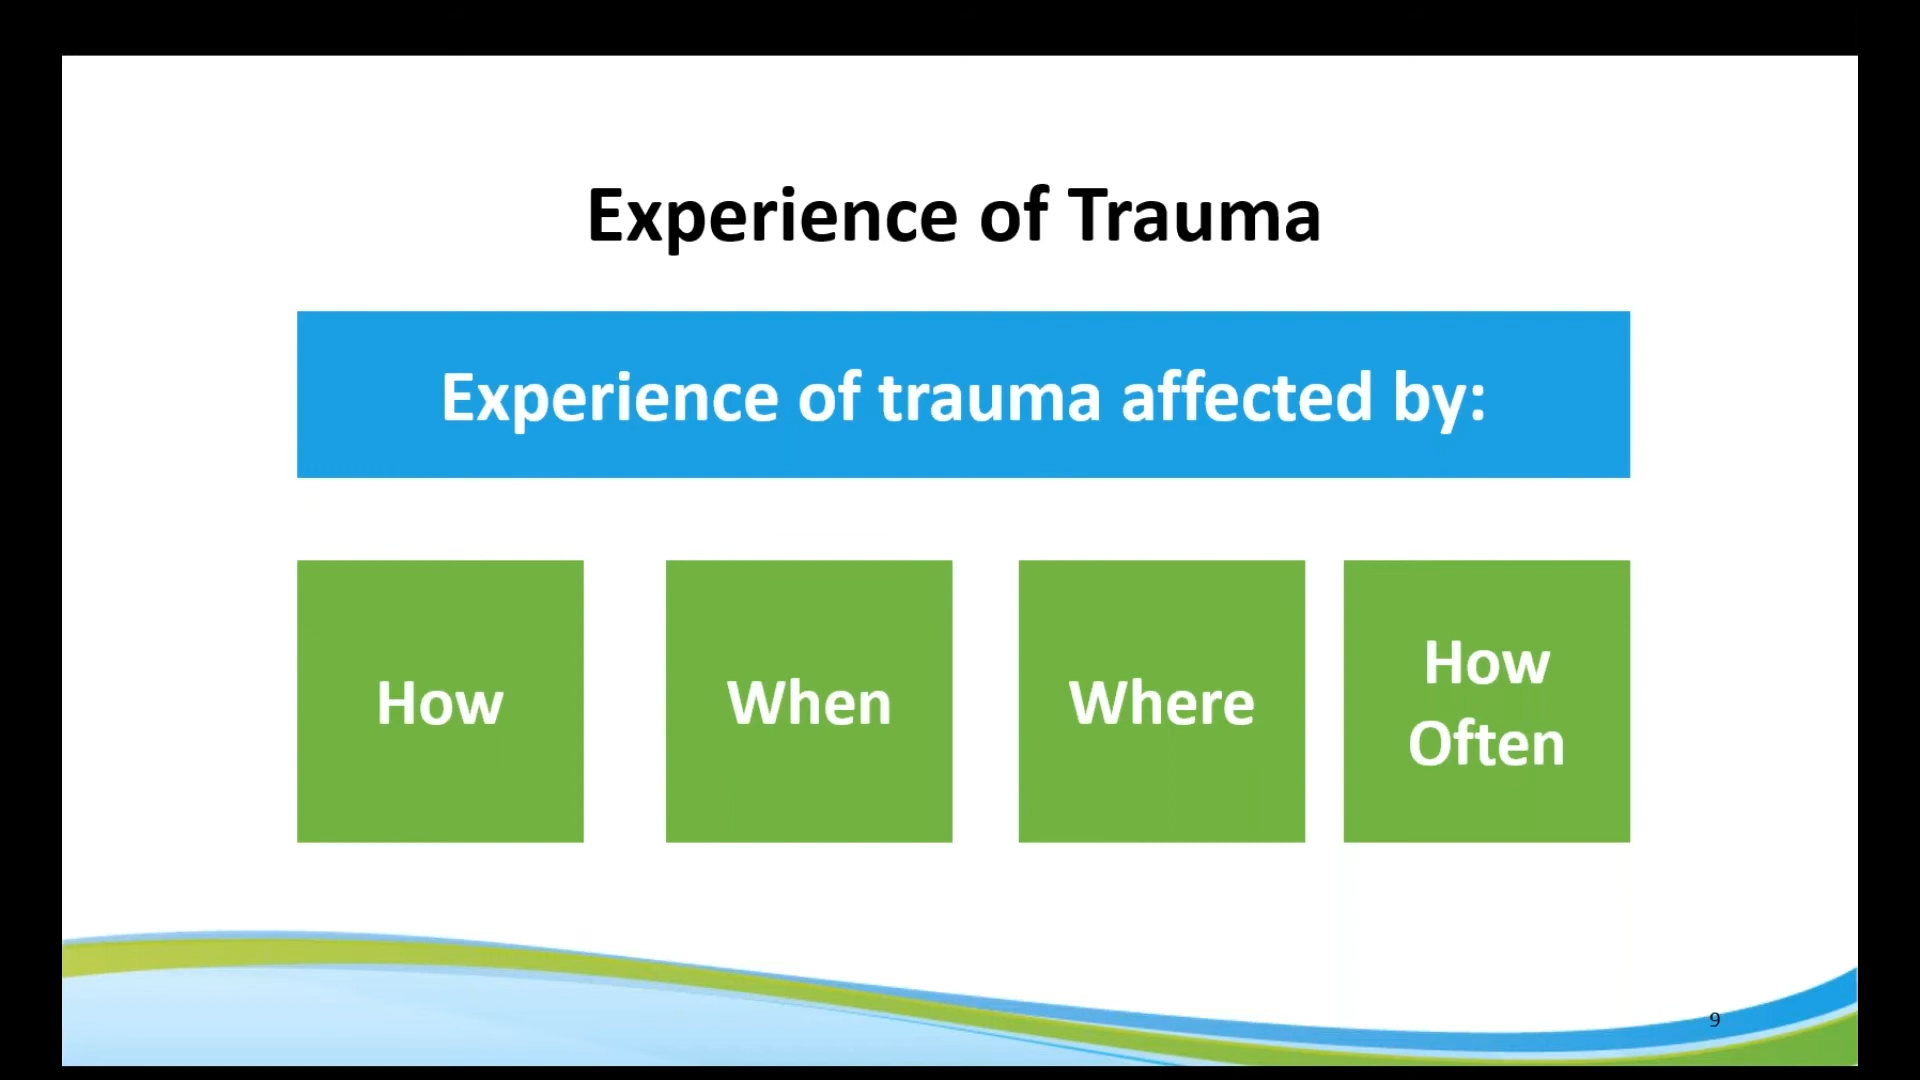 Experience of Trauma
Experience of trauma affected by:
How
When
Where
How
Often
9